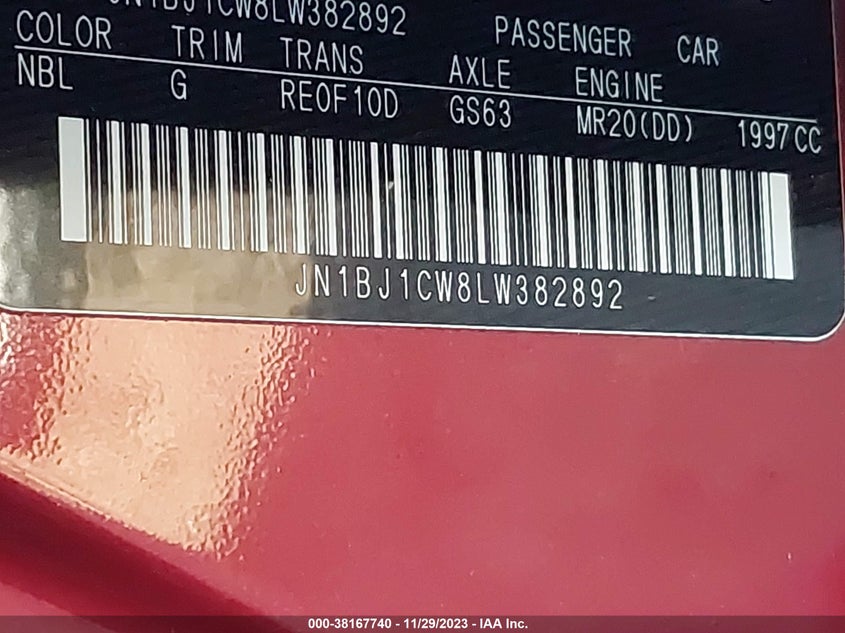 JN1BJ1CW8LW382892
PASSENGER CAR
COLOR TRIM TRANS AXLE ENGINE
NBL G RE0F10D GS63 MR20(DD) 1997CC
JN1BJ1CW8LW382892
000-38167740 - 11/29/2023 - IAA Inc.